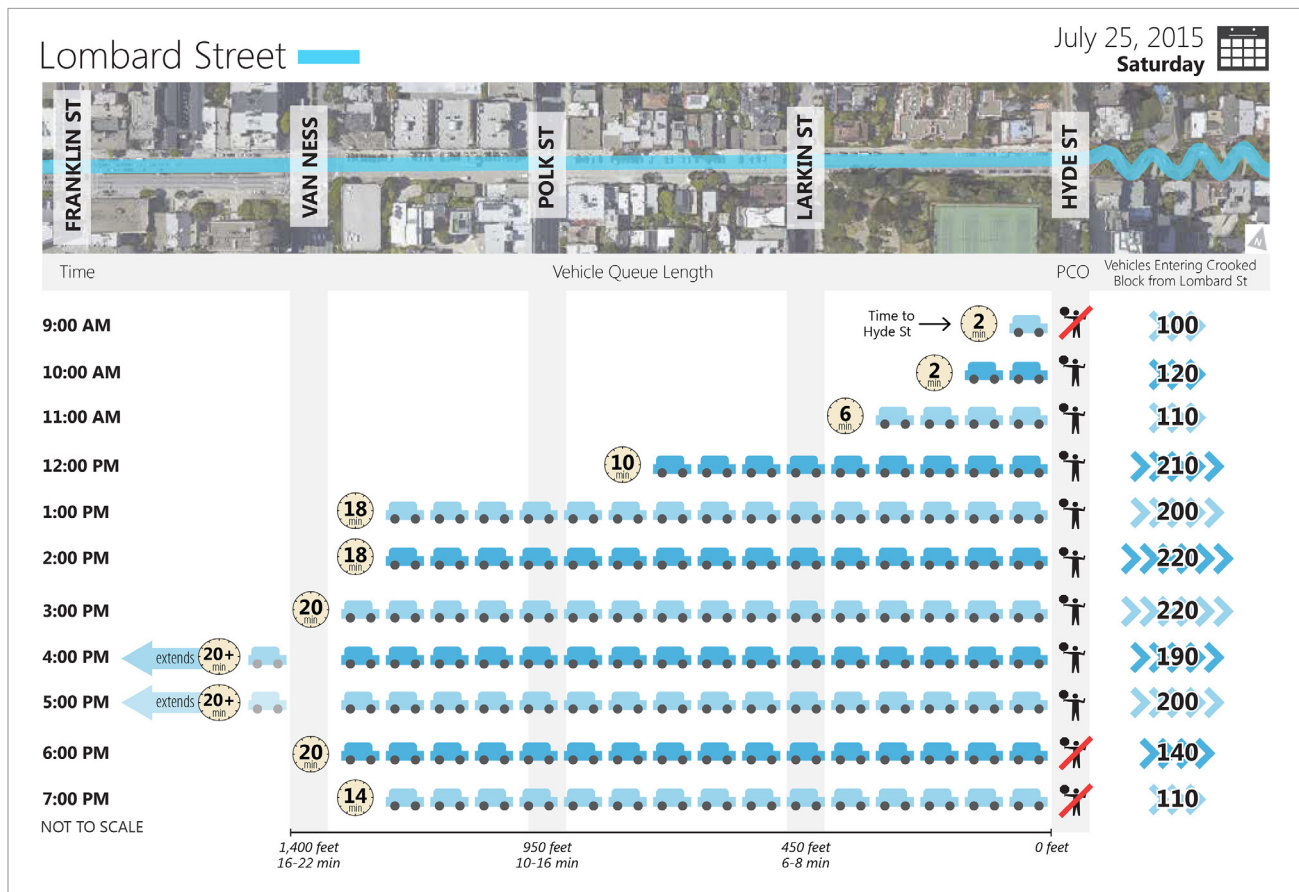 Lombard Street
July 25, 2015
Saturday
FRANKLIN ST
VAN NESS
POLK ST
LARKIN ST
HYDE ST
N
Time
Vehicle Queue Length
PCO
Vehicles Entering Crooked
Block from Lombard St
9:00 AM
Time to
Hyde St
2
min
100
10:00 AM
2
min
120
11:00 AM
6
min
110
12:00 PM
10
min
210
1:00 PM
18
min
200
2:00 PM
18
min
220
3:00 PM
20
min
220
4:00 PM
extends
20+
min
190
5:00 PM
extends
20+
min
200
6:00 PM
20
min
140
7:00 PM
14
min
110
NOT TO SCALE
1,400 feet
16-22 min
950 feet
10-16 min
450 feet
6-8 min
0 feet